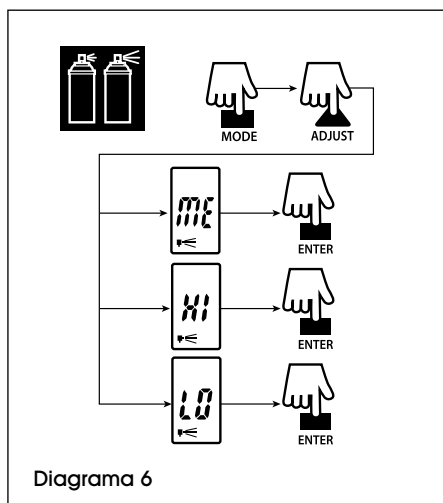 MODE
ADJUST
ME
ENTER
HI
ENTER
LO
ENTER
Diagrama 6